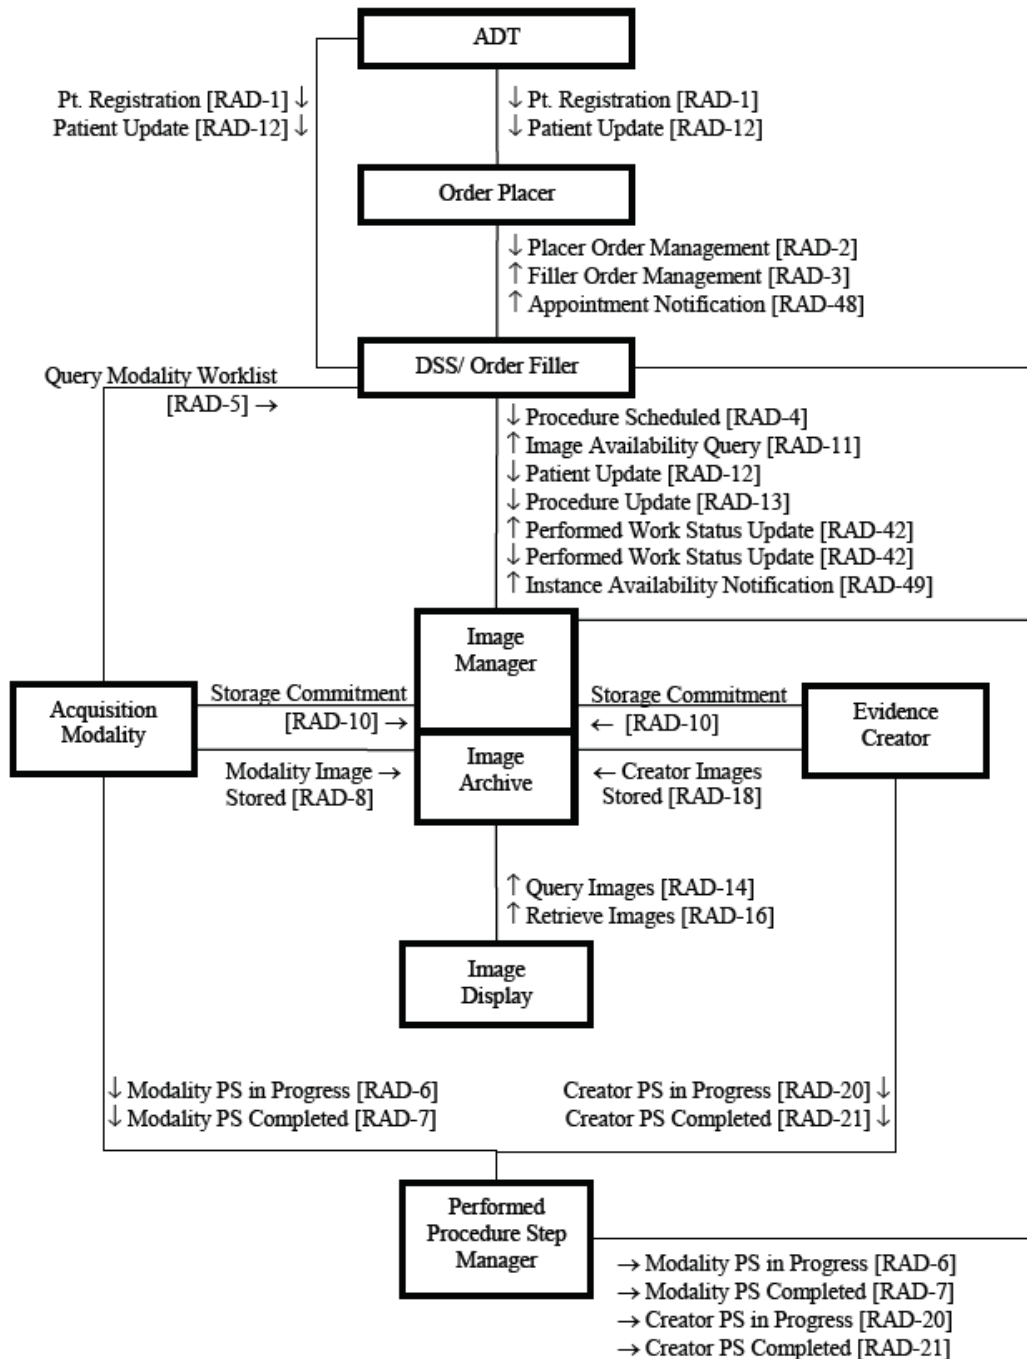 ADT
Pt. Registration [RAD-1] ↓
Patient Update [RAD-12] ↓
↓ Pt. Registration [RAD-1]
↓ Patient Update [RAD-12]
Order Placer
↓ Placer Order Management [RAD-2]
↑ Filler Order Management [RAD-3]
↑ Appointment Notification [RAD-48]
DSS/ Order Filler
Query Modality Worklist
[RAD-5] →
↓ Procedure Scheduled [RAD-4]
↑ Image Availability Query [RAD-11]
↓ Patient Update [RAD-12]
↓ Procedure Update [RAD-13]
↑ Performed Work Status Update [RAD-42]
↓ Performed Work Status Update [RAD-42]
↑ Instance Availability Notification [RAD-49]
Image
Manager
Acquisition
Modality
Storage Commitment
[RAD-10] →
Storage Commitment
← [RAD-10]
Evidence
Creator
Image
Archive
Modality Image →
Stored [RAD-8]
← Creator Images
Stored [RAD-18]
↑ Query Images [RAD-14]
↑ Retrieve Images [RAD-16]
Image
Display
↓ Modality PS in Progress [RAD-6]
↓ Modality PS Completed [RAD-7]
Creator PS in Progress [RAD-20] ↓
Creator PS Completed [RAD-21] ↓
Performed
Procedure Step
Manager
→ Modality PS in Progress [RAD-6]
→ Modality PS Completed [RAD-7]
→ Creator PS in Progress [RAD-20]
→ Creator PS Completed [RAD-21]